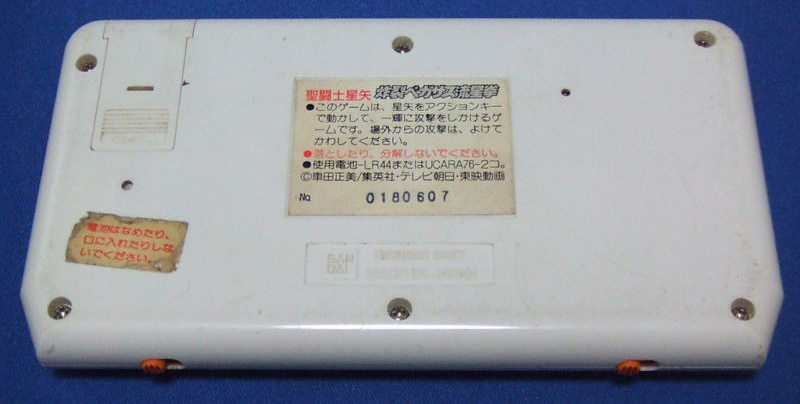 聖闘士星矢 炸裂ペガサス流星拳
●このゲームは、星矢をアクションキー
で動かして、一輝に攻撃をしかけるゲ
ームです。場外からの攻撃は、よけて
かわしてください。
●落としたり、分解しないでください。
●使用電池-LR44またはUCARA76-2コ。
©車田正美/集英社・テレビ朝日・東映動画
No. 0180607
電池はなめたり、
口に入れたりしな
いでください。
BAN
DAI